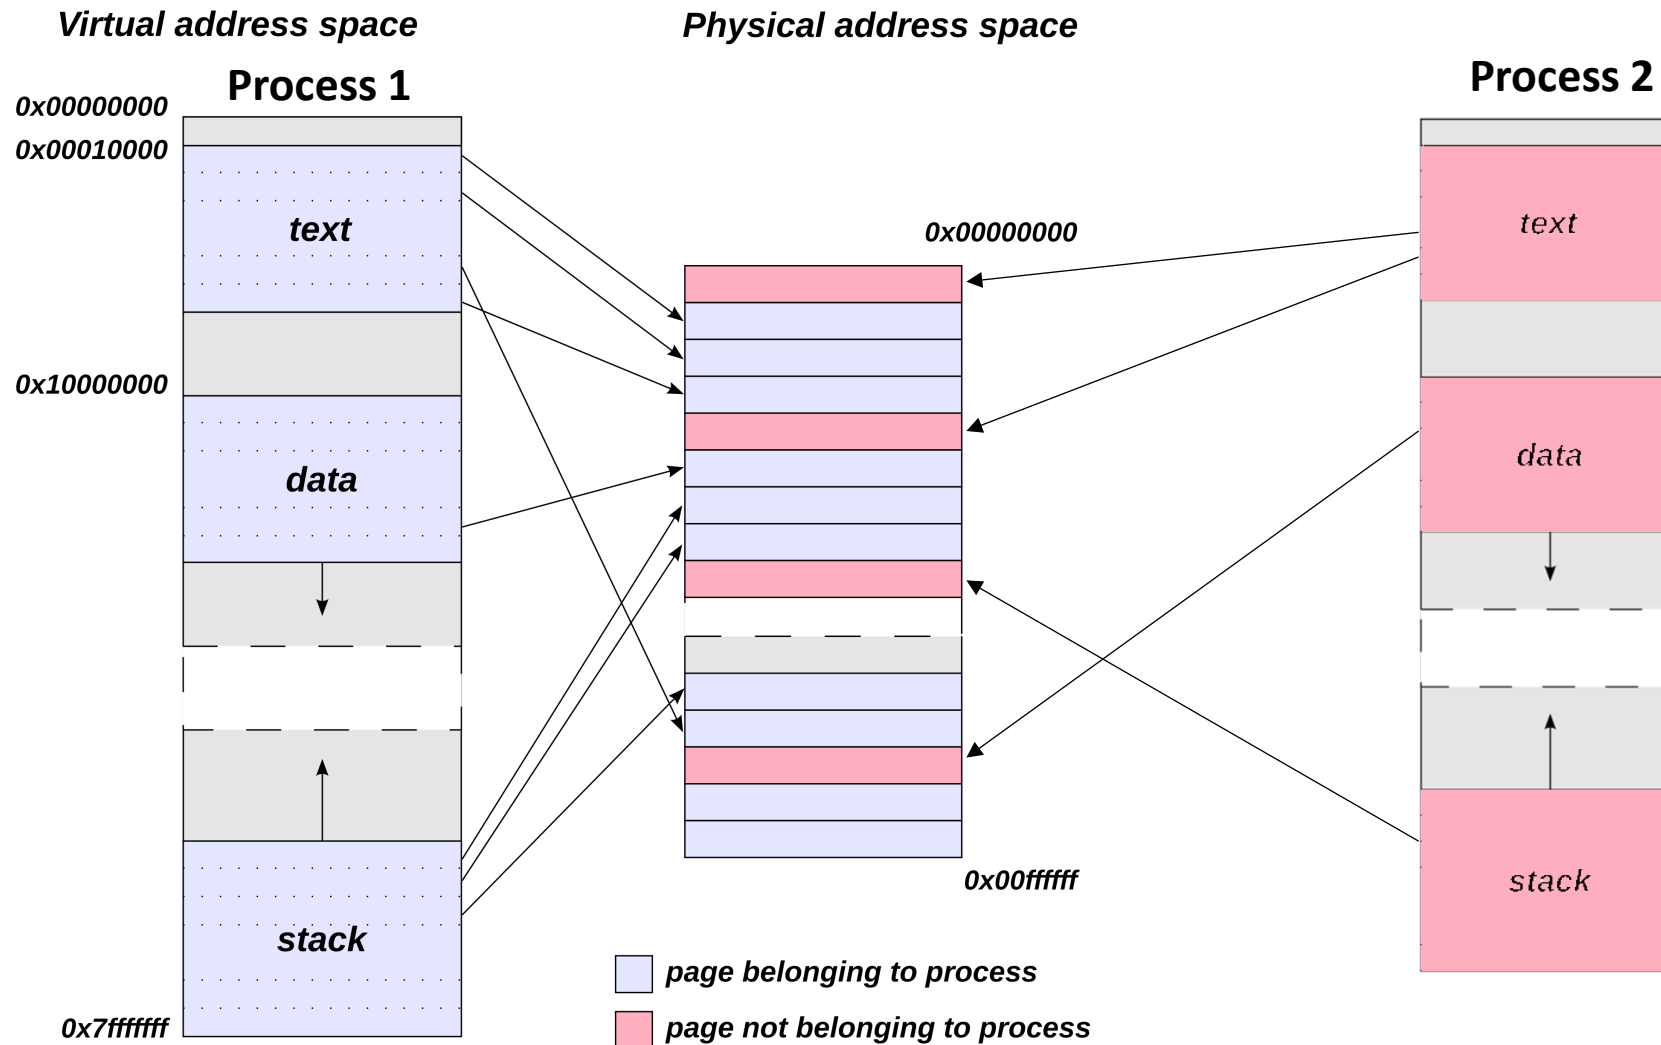 Virtual address space
Physical address space
Process 1
Process 2
0x00000000
0x00010000
text
text
0x00000000
0x10000000
data
data
stack
stack
0x00ffffff
page belonging to process
page not belonging to process
0x7fffffff